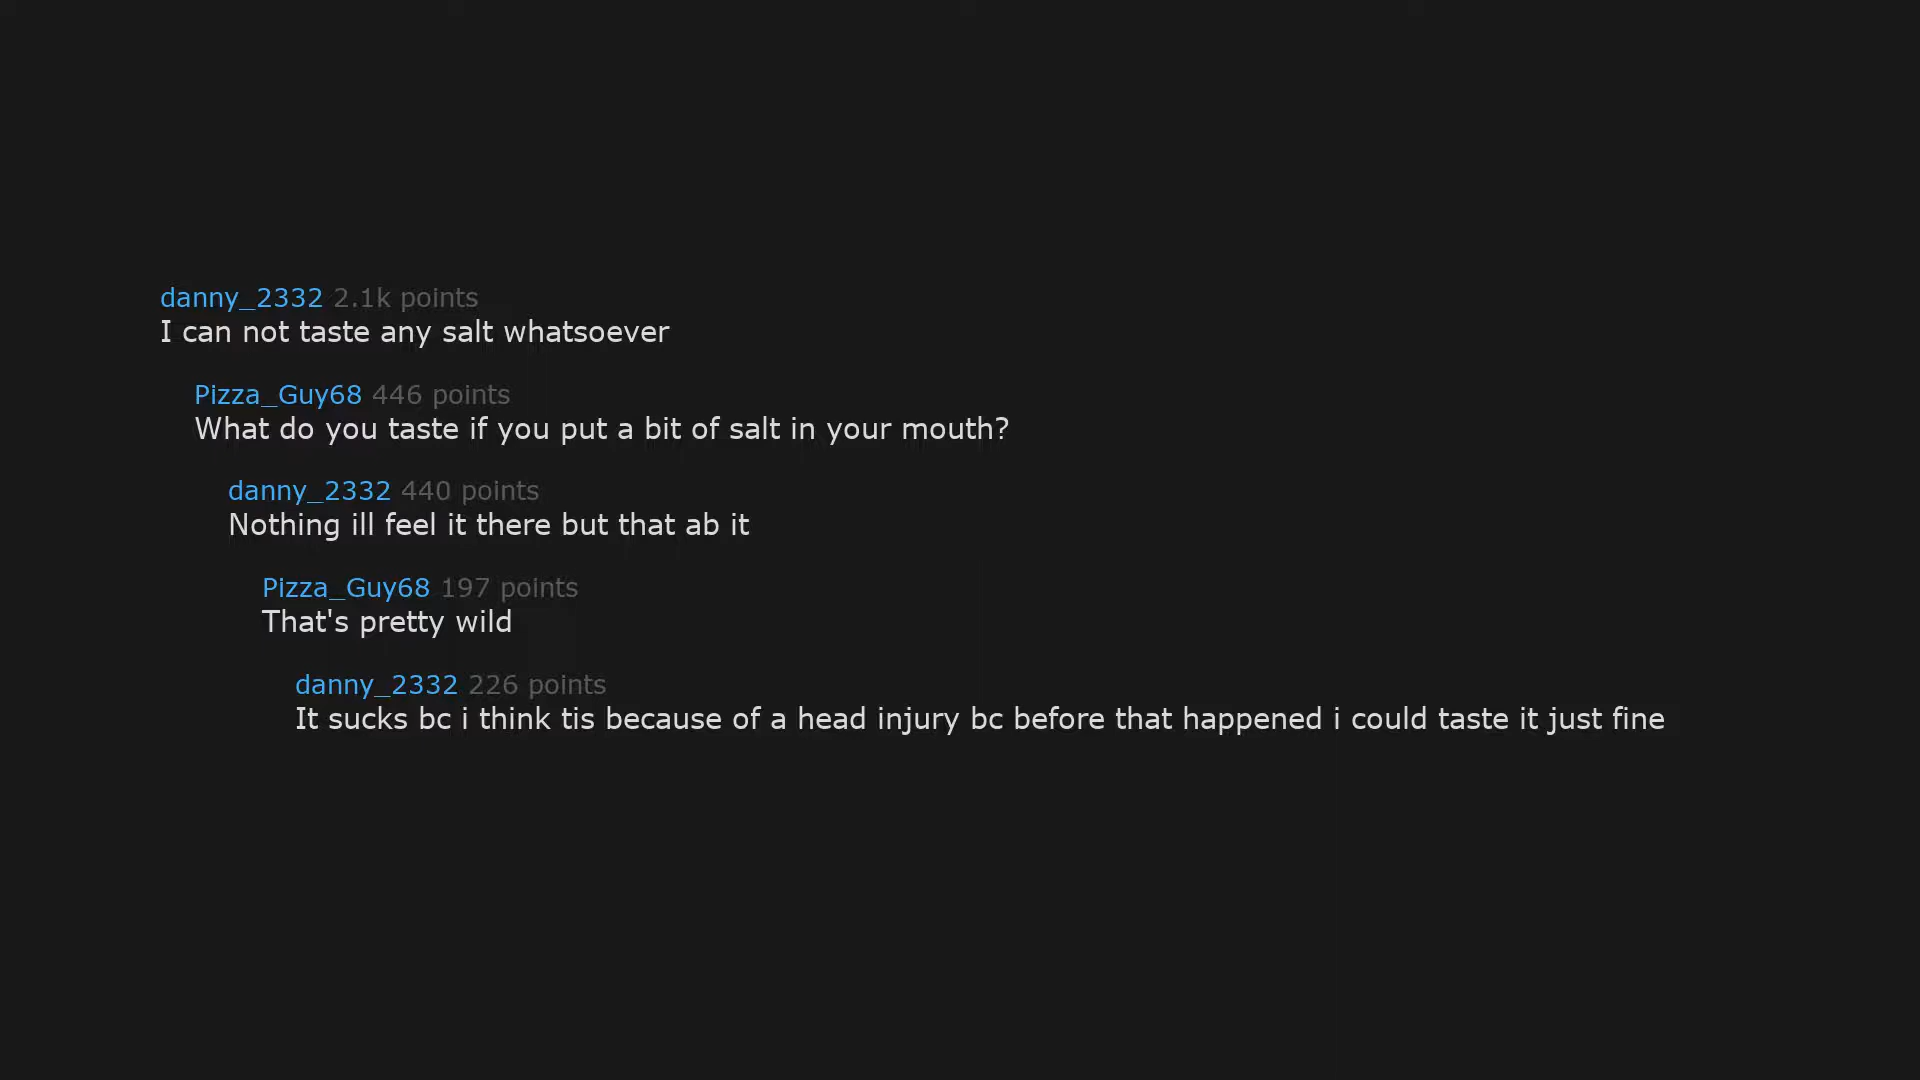 danny_2332 2.1k points
I can not taste any salt whatsoever
Pizza_Guy68 446 points
What do you taste if you put a bit of salt in your mouth?
danny_2332 440 points
Nothing ill feel it there but that ab it
Pizza_Guy68 197 points
That's pretty wild
danny_2332 226 points
It sucks bc i think tis because of a head injury bc before that happened i could taste it just fine